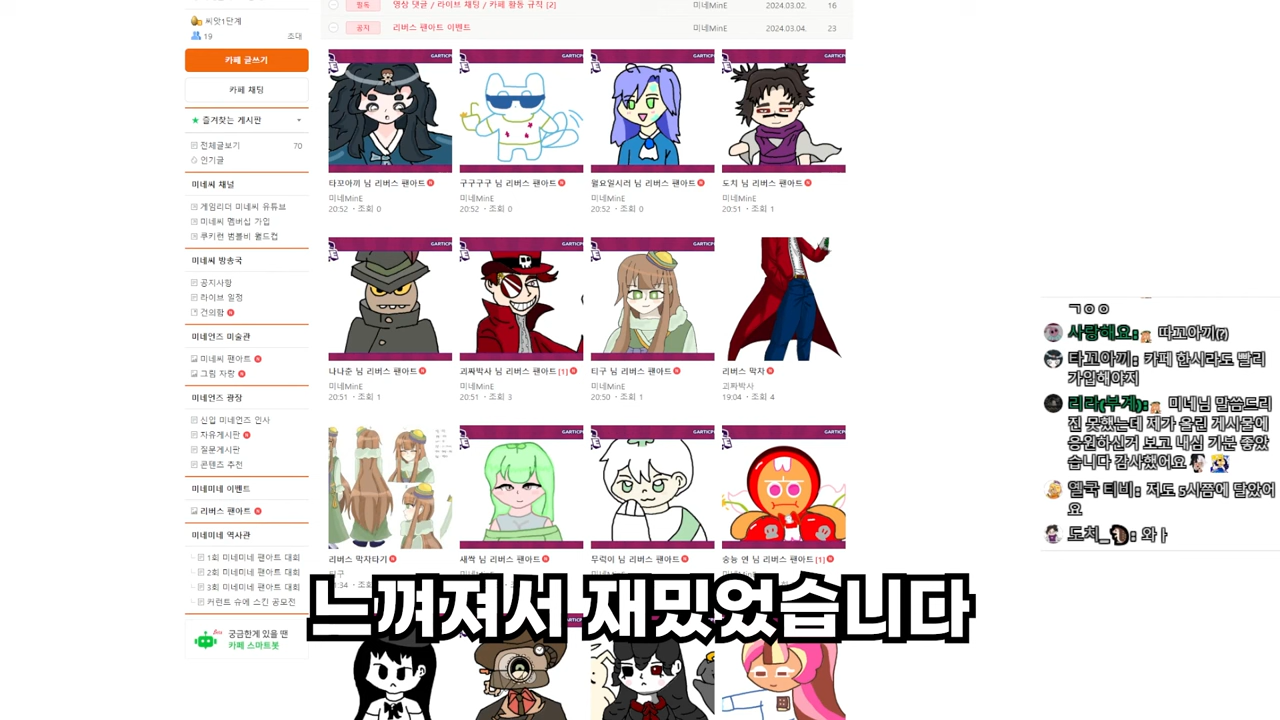 필독 영상 댓글 / 라이브 채팅 / 카페 활동 규칙 [2] 미네MinE 2024.03.02. 16
공지 리버스 팬아트 이벤트 미네MinE 2024.03.04. 23
씨앗1단계
19 초대
카페 글쓰기
카페 채팅
즐겨찾는 게시판
전체글보기 70
인기글
미네씨 채널
게임리더 미네씨 유튜브
미네씨 멤버십 가입
쿠키런 범플비 월드컵
미네씨 방송국
공지사항
라이브 일정
건의함
미네언즈 미술관
미네씨 팬아트
그림 자랑
미네언즈 광장
신입 미네언즈 인사
자유게시판
질문게시판
콘텐츠 추천
미네미네 이벤트
리버스 팬아트
미네미네 역사관
1회 미네미네 팬아트 대회
2회 미네미네 팬아트 대회
3회 미네미네 팬아트 대회
커런트 슈에 스킨 공모전
궁금한게 있을 땐
카페 스마트봇
타꼬아끼 님 리버스 팬아트
미네MinE
20:52 · 조회 0
구구구구 님 리버스 팬아트
미네MinE
20:52 · 조회 0
월요일시러 님 리버스 팬아트
미네MinE
20:52 · 조회 0
도치 님 리버스 팬아트
미네MinE
20:51 · 조회 1
나나준 님 리버스 팬아트
미네MinE
20:51 · 조회 1
괴짜박사 님 리버스 팬아트 [1]
미네MinE
20:51 · 조회 3
티구 님 리버스 팬아트
미네MinE
20:50 · 조회 1
리버스 막자
괴짜박사
19:04 · 조회 4
리버스 막자타기
새싹 님 리버스 팬아트
무럭이 님 리버스 팬아트
숭늉 연 님 리버스 팬아트 [1]
느껴져서 재밌었습니다
ㄱㅇㅇ
사랑해요: 따꼬아끼(?)
타꼬아끼: 카페 한시라도 빨리
가입해야지
리라(부계): 미네님 말씀드리
진 못했는데 제가 올린 게시물에
응원하신거 보고 내심 기분 좋았
습니다 감사했어요
엘국 티비: 저도 5시쯤에 달았어
요
도치_: 와ㅏ